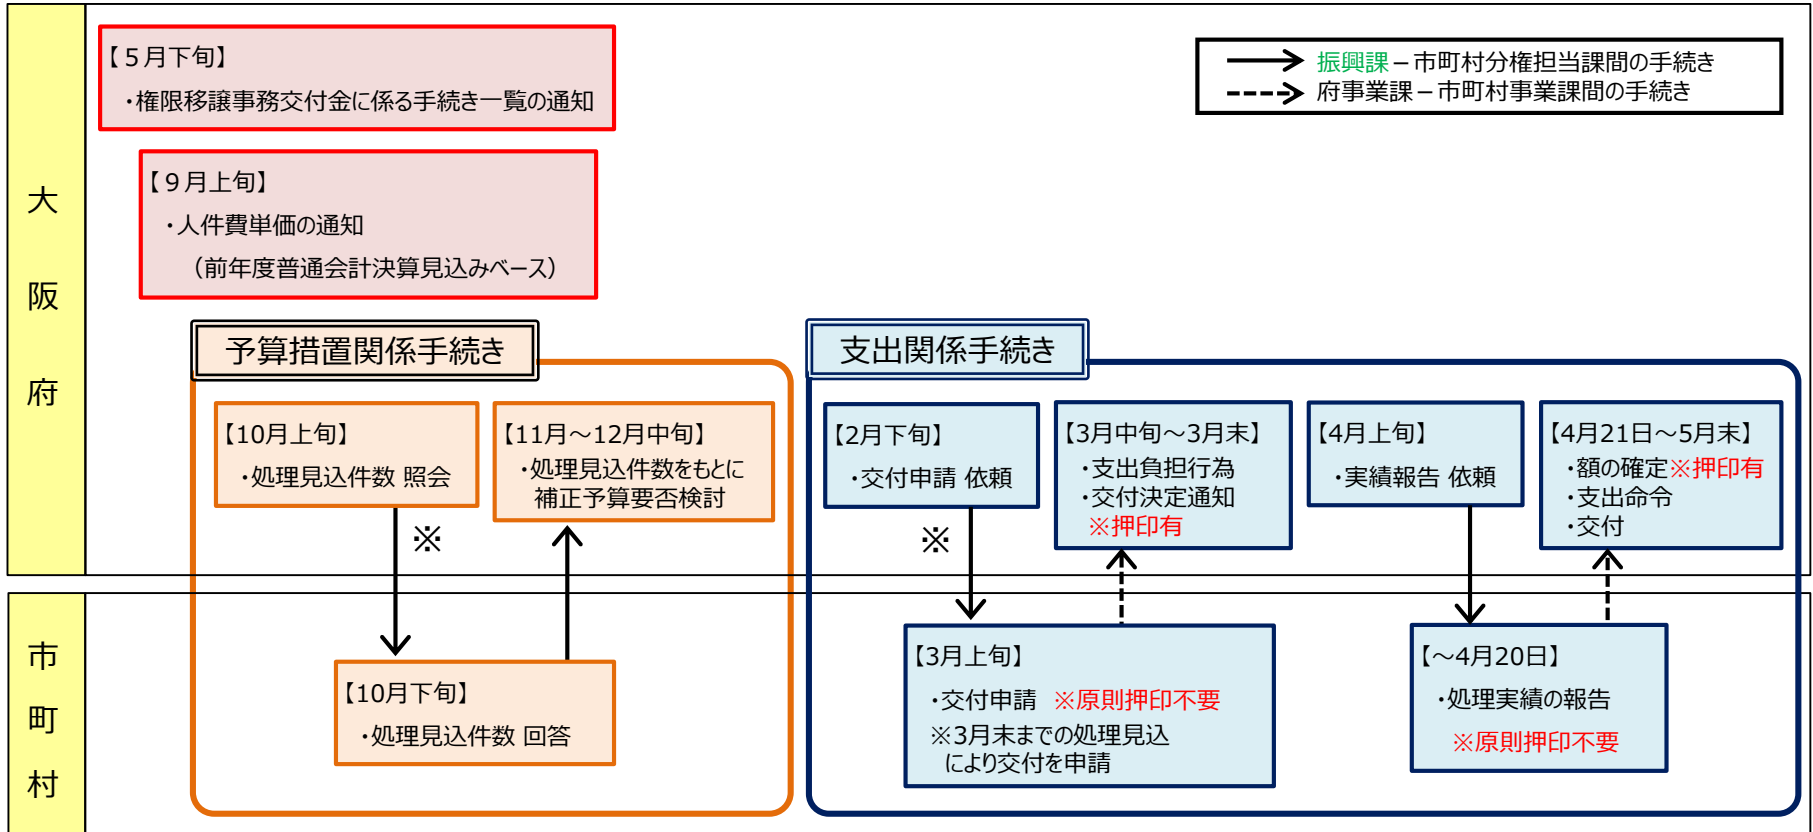 大阪府
【５月下旬】
・権限移譲事務交付金に係る手続き一覧の通知
振興課－市町村分権担当課間の手続き
府事業課－市町村事業課間の手続き
【９月上旬】
・人件費単価の通知
（前年度普通会計決算見込みベース）
予算措置関係手続き
【10月上旬】
・処理見込件数 照会
※
【11月～12月中旬】
・処理見込件数をもとに
補正予算要否検討
支出関係手続き
【2月下旬】
・交付申請 依頼
※
【3月中旬～3月末】
・支出負担行為
・交付決定通知
※押印有
【4月上旬】
・実績報告 依頼
【4月21日～5月末】
・額の確定※押印有
・支出命令
・交付
市町村
【10月下旬】
・処理見込件数 回答
【3月上旬】
・交付申請 ※原則押印不要
※3月末までの処理見込
により交付を申請
【～4月20日】
・処理実績の報告
※原則押印不要